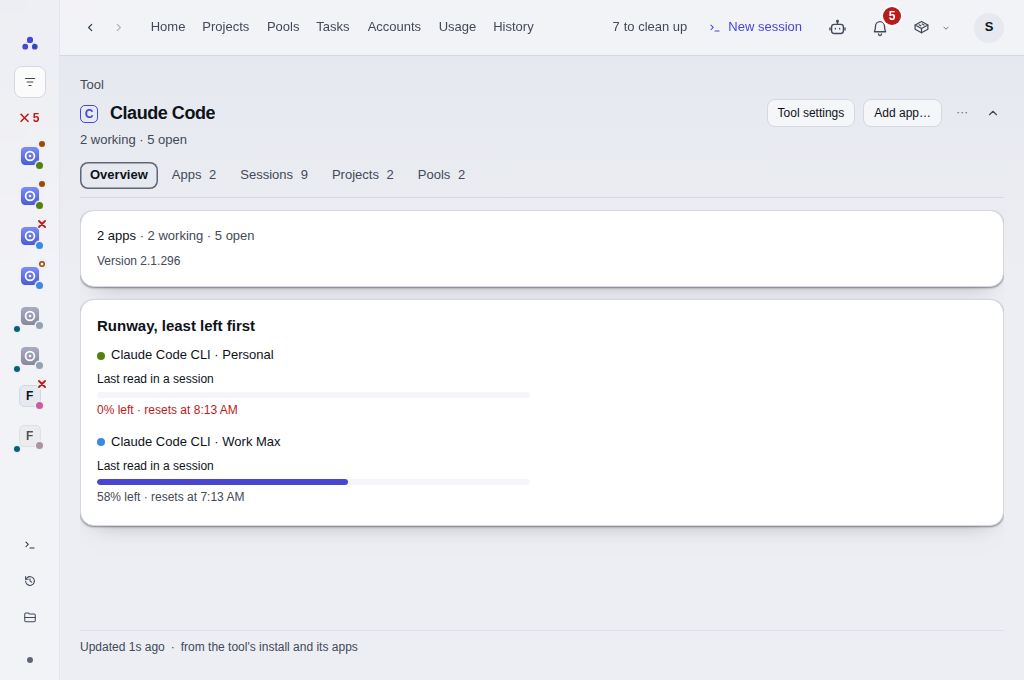 Home Projects Pools Tasks Accounts Usage History 7 to clean up New session 5 S
5
Tool
C Claude Code Tool settings Add app… ···
2 working · 5 open
Overview Apps 2 Sessions 9 Projects 2 Pools 2
2 apps · 2 working · 5 open
Version 2.1.296
Runway, least left first
Claude Code CLI · Personal
Last read in a session
0% left · resets at 8:13 AM
F
Claude Code CLI · Work Max
F
Last read in a session
58% left · resets at 7:13 AM
Updated 1s ago · from the tool's install and its apps